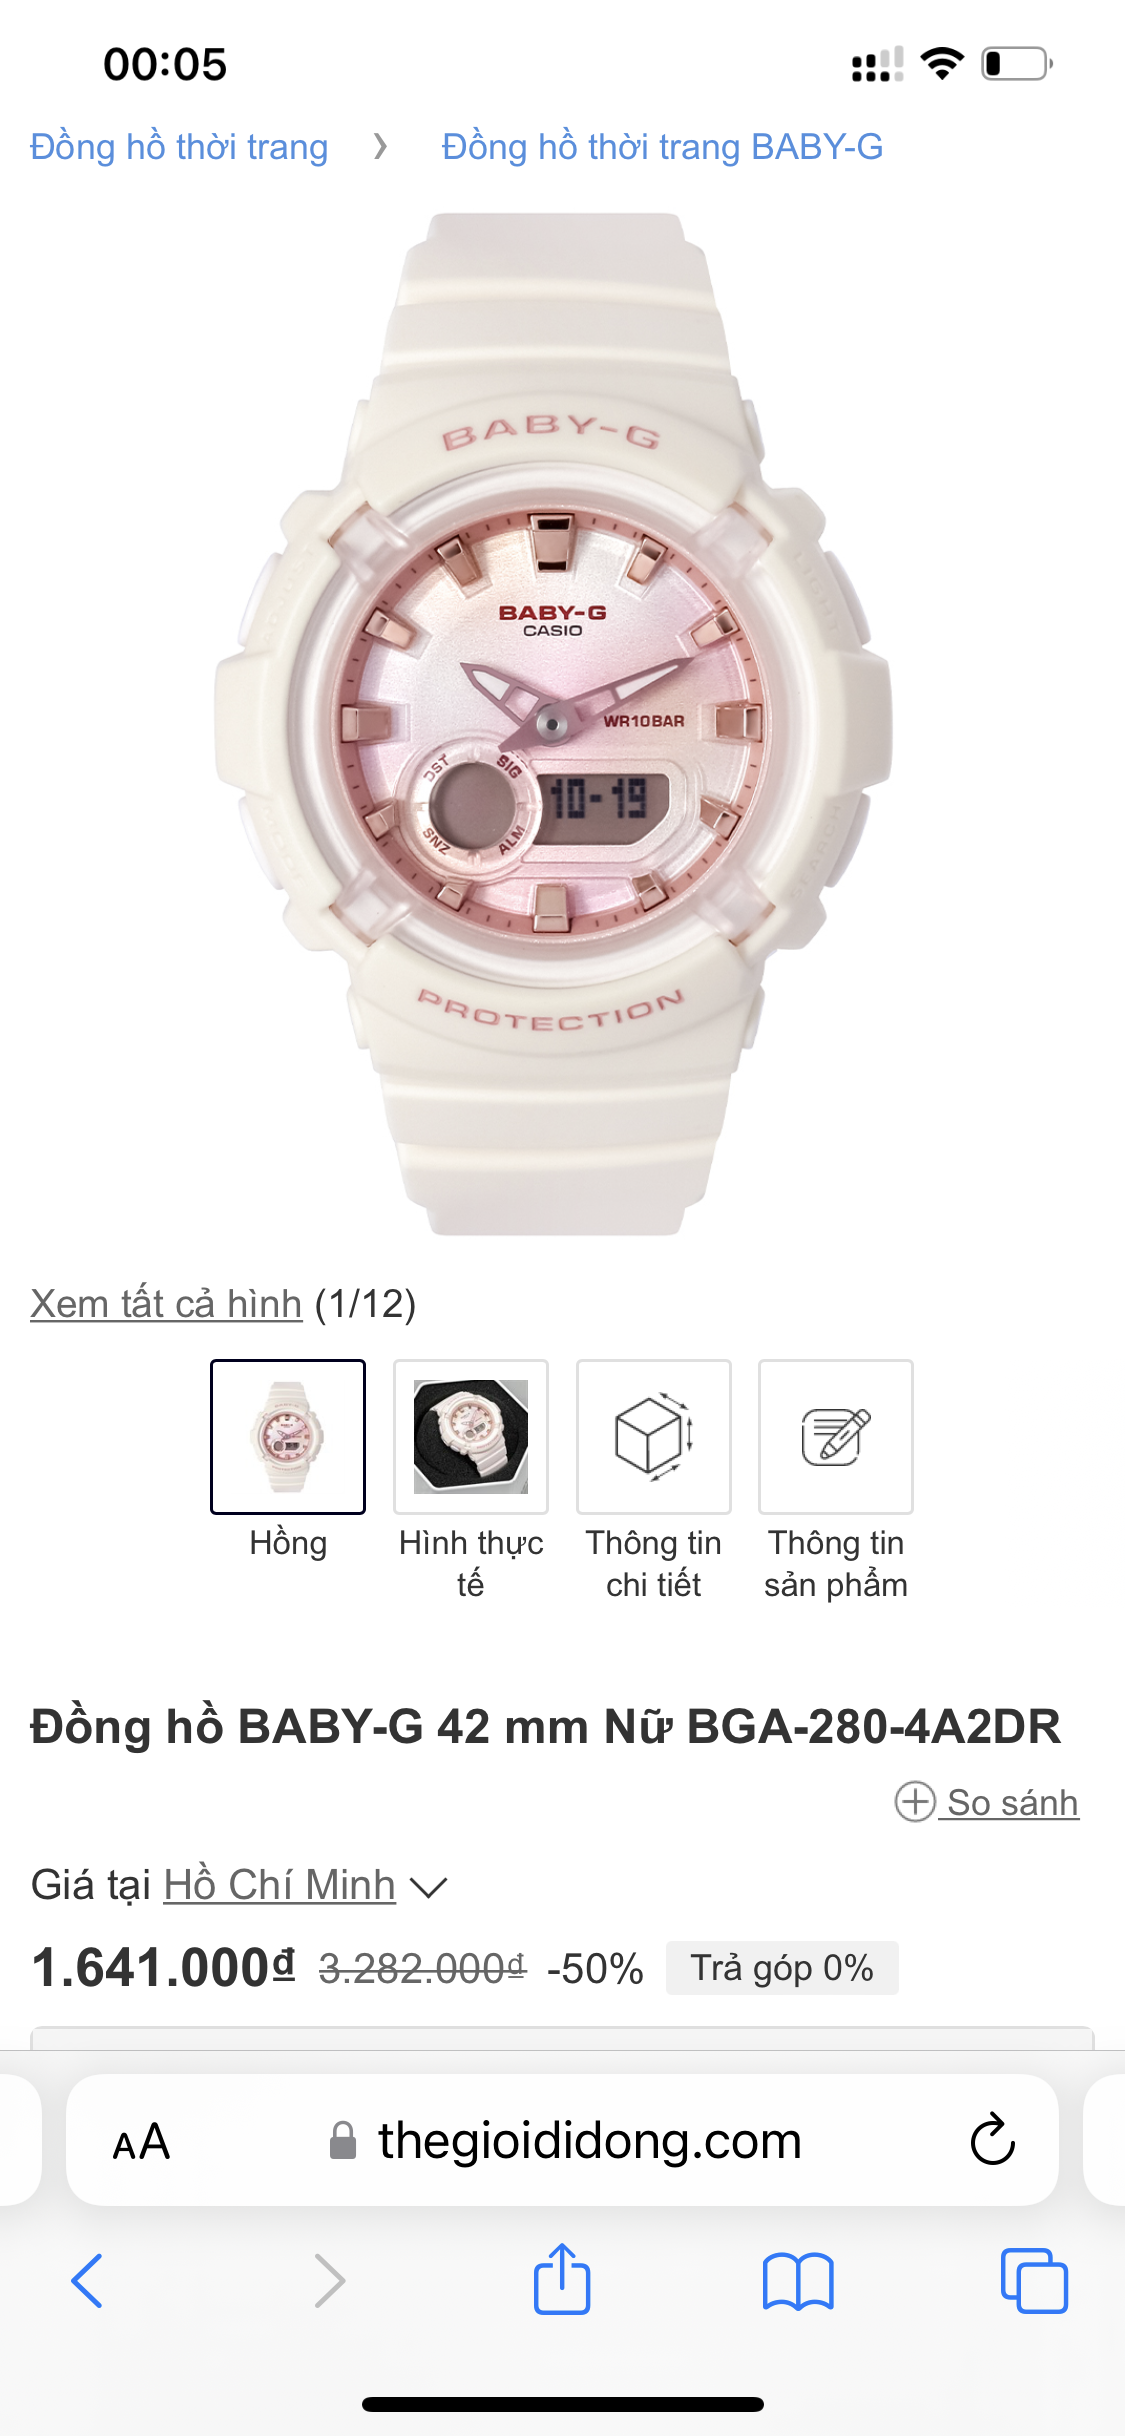 00:05
Đồng hồ thời trang › Đồng hồ thời trang BABY-G
BABY-G
BABY-G
CASIO
WR10BAR
DST
SIG
10-19
SNZ
ALM
PROTECTION
Xem tất cả hình (1/12)
Hồng
Hình thực tế
Thông tin chi tiết
Thông tin sản phẩm
Đồng hồ BABY-G 42 mm Nữ BGA-280-4A2DR
So sánh
Giá tại Hồ Chí Minh
1.641.000₫ 3.282.000₫ -50% Trả góp 0%
AA thegioididong.com